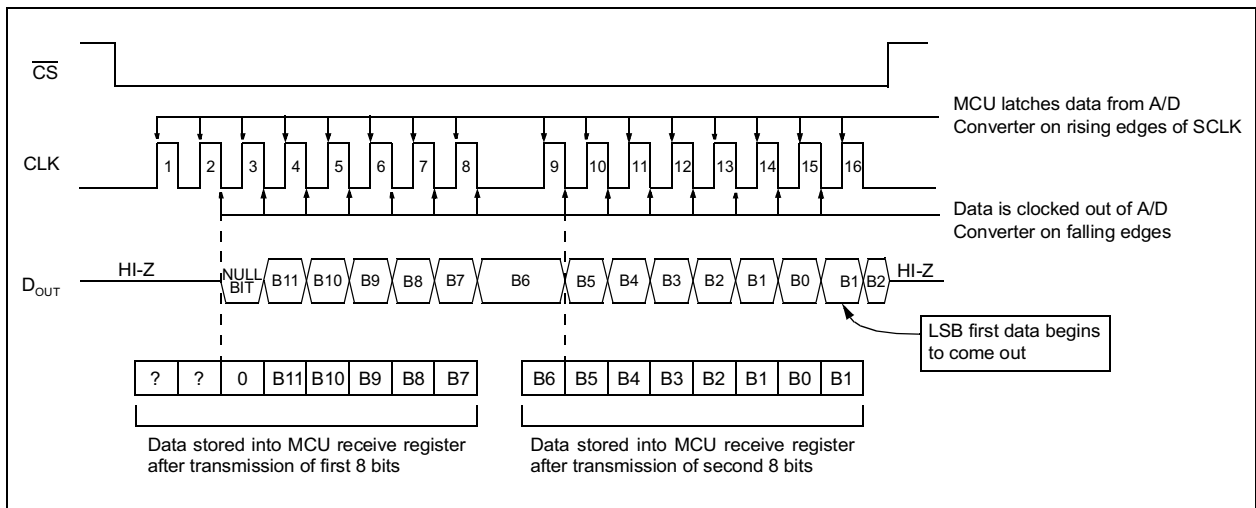 CS
MCU latches data from A/D
Converter on rising edges of SCLK
CLK
1 2 3 4 5 6 7 8 9 10 11 12 13 14 15 16
Data is clocked out of A/D
Converter on falling edges
HI-Z
DOUT
NULL
BIT
B11 B10 B9 B8 B7 B6 B5 B4 B3 B2 B1 B0 B1 B2
HI-Z
LSB first data begins
to come out
? ? 0 B11 B10 B9 B8 B7
B6 B5 B4 B3 B2 B1 B0 B1
Data stored into MCU receive register
after transmission of first 8 bits
Data stored into MCU receive register
after transmission of second 8 bits